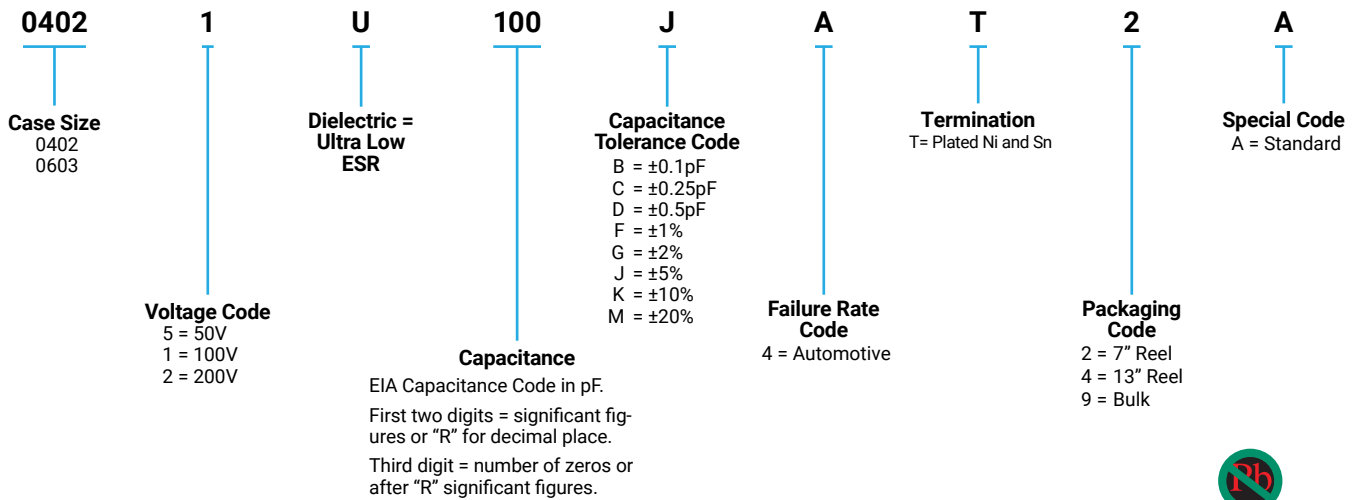 0402 1 U 100 J A T 2 A
Case Size
0402
0603
Voltage Code
5 = 50V
1 = 100V
2 = 200V
Dielectric =
Ultra Low
ESR
Capacitance
EIA Capacitance Code in pF.
First two digits = significant fig-
ures or “R” for decimal place.
Third digit = number of zeros or
after “R” significant figures.
Capacitance
Tolerance Code
B = ±0.1pF
C = ±0.25pF
D = ±0.5pF
F = ±1%
G = ±2%
J = ±5%
K = ±10%
M = ±20%
Failure Rate
Code
4 = Automotive
Termination
T= Plated Ni and Sn
Packaging
Code
2 = 7” Reel
4 = 13” Reel
9 = Bulk
Special Code
A = Standard
Pb